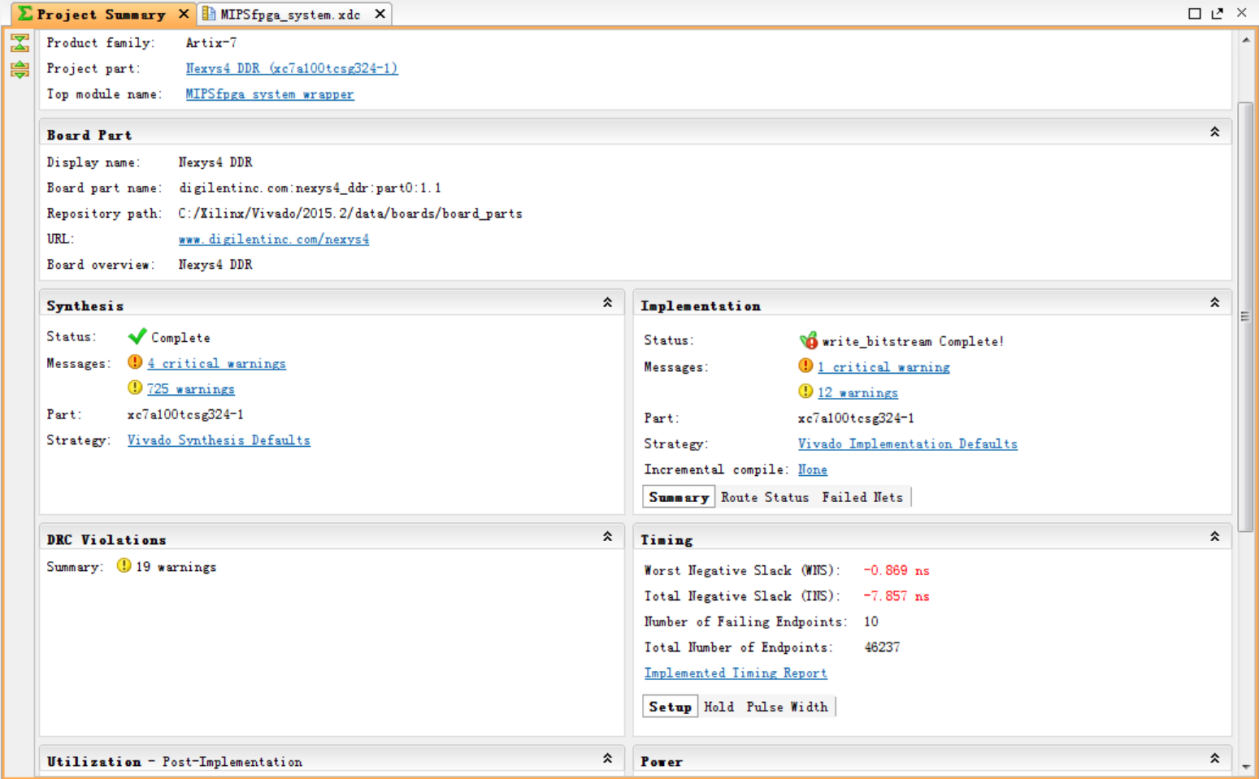 Project Summary
MIPSfpga_system.xdc
Product family: Artix-7
Project part: Nexys4 DDR (xc7a100tcsg324-1)
Top module name: MIPSfpga_system_wrapper
Board Part
Display name: Nexys4 DDR
Board part name: digilentinc.com:nexys4_ddr:part0:1.1
Repository path: C:/Xilinx/Vivado/2015.2/data/boards/board_parts
URL: www.digilentinc.com/nexys4
Board overview: Nexys4 DDR
Synthesis
Status: Complete
Messages: 4 critical warnings
725 warnings
Part: xc7a100tcsg324-1
Strategy: Vivado Synthesis Defaults
Implementation
Status: write_bitstream Complete!
Messages: 1 critical warning
12 warnings
Part: xc7a100tcsg324-1
Strategy: Vivado Implementation Defaults
Incremental compile: None
Summary Route Status Failed Nets
DRC Violations
Summary: 19 warnings
Timing
Worst Negative Slack (WNS): -0.869 ns
Total Negative Slack (TNS): -7.857 ns
Number of Failing Endpoints: 10
Total Number of Endpoints: 46237
Implemented Timing Report
Setup Hold Pulse Width
Utilization - Post-Implementation
Power